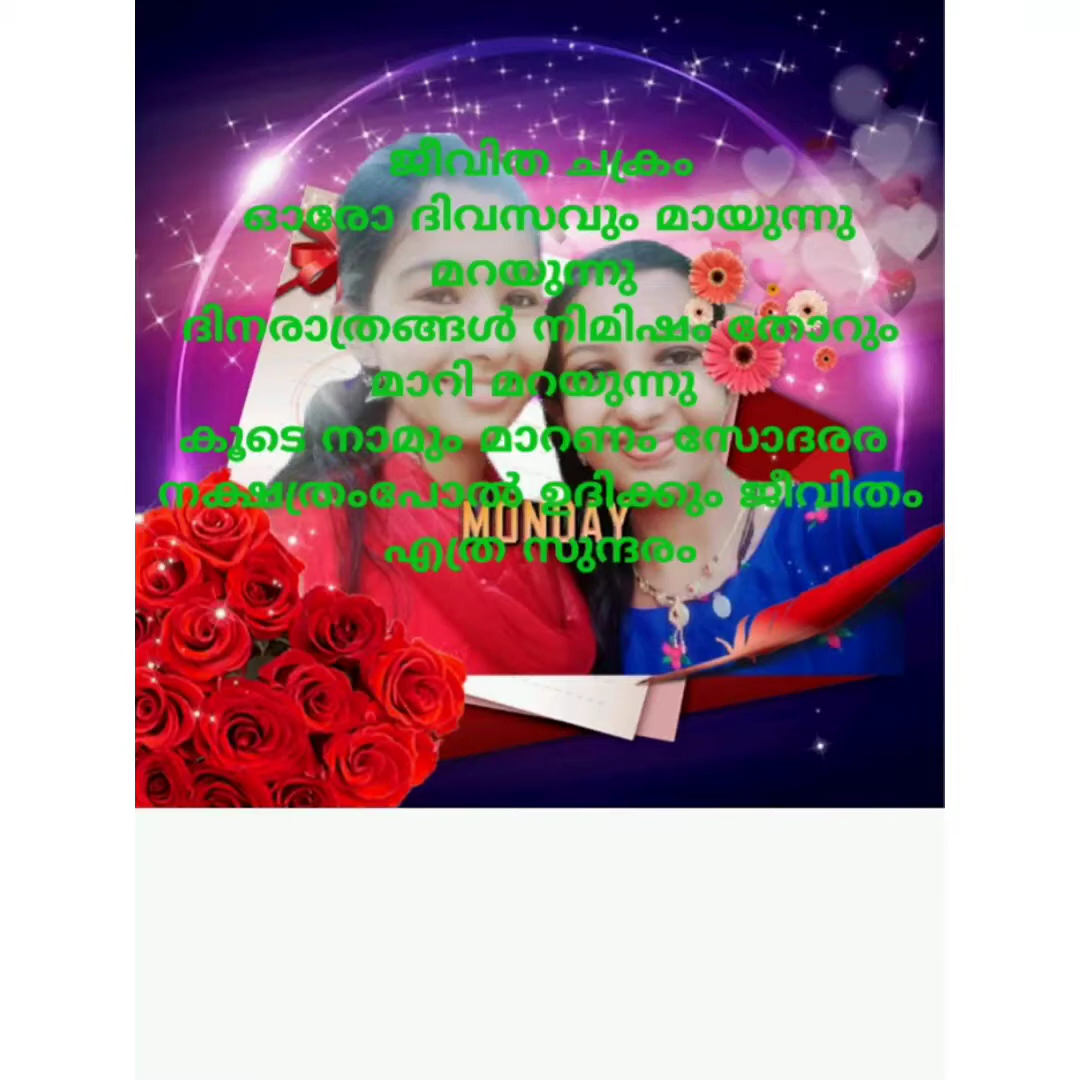 ജീവിത ചക്രം
ഓരോ ദിവസവും മായുന്നു
മറയുന്നു
ദിനരാത്രങ്ങൾ നിമിഷം തോറും
മാറി മറയുന്നു
കൂടെ നാമും മാറണം സോദരര
നക്ഷത്രംപോൽ ഉദിക്കും ജീവിതം
MONDAY
എത്ര സുന്ദരം